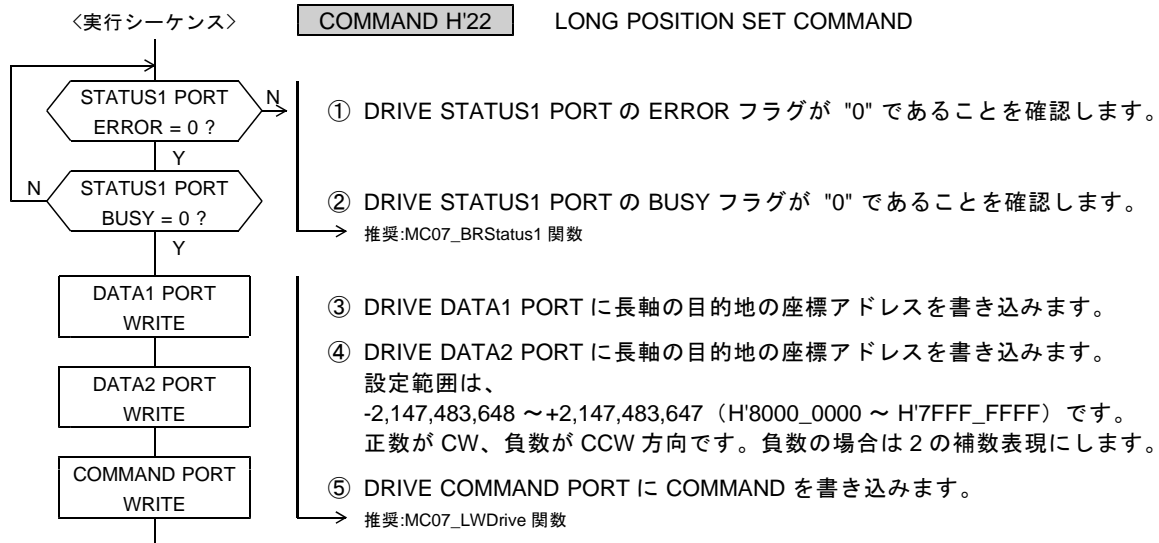 〈実行シーケンス〉 COMMAND H'22 LONG POSITION SET COMMAND
STATUS1 PORT
ERROR = 0 ?
N
Y
① DRIVE STATUS1 PORT の ERROR フラグが "0" であることを確認します。
N
STATUS1 PORT
BUSY = 0 ?
Y
② DRIVE STATUS1 PORT の BUSY フラグが "0" であることを確認します。
推奨:MC07_BRStatus1 関数
DATA1 PORT
WRITE
③ DRIVE DATA1 PORT に長軸の目的地の座標アドレスを書き込みます。
DATA2 PORT
WRITE
④ DRIVE DATA2 PORT に長軸の目的地の座標アドレスを書き込みます。
設定範囲は、
-2,147,483,648 ～+2,147,483,647（H'8000_0000 ～ H'7FFF_FFFF）です。
正数が CW、負数が CCW 方向です。負数の場合は 2 の補数表現にします。
COMMAND PORT
WRITE
⑤ DRIVE COMMAND PORT に COMMAND を書き込みます。
推奨:MC07_LWDrive 関数